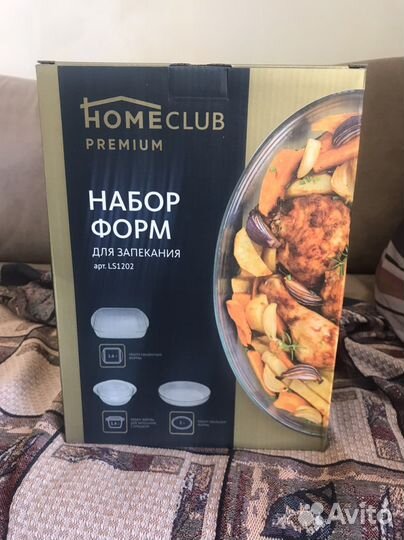 HOMECLUB
PREMIUM
НАБОР
ФОРМ
ДЛЯ ЗАПЕКАНИЯ
арт. LS1202
Avito